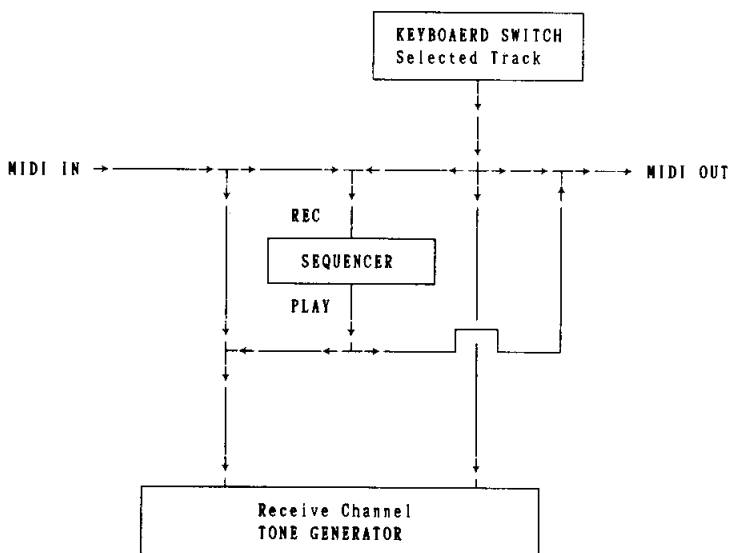 KEYBOAERD SWITCH
Selected Track
MIDI IN
MIDI OUT
REC
SEQUENCER
PLAY
Receive Channel
TONE GENERATOR